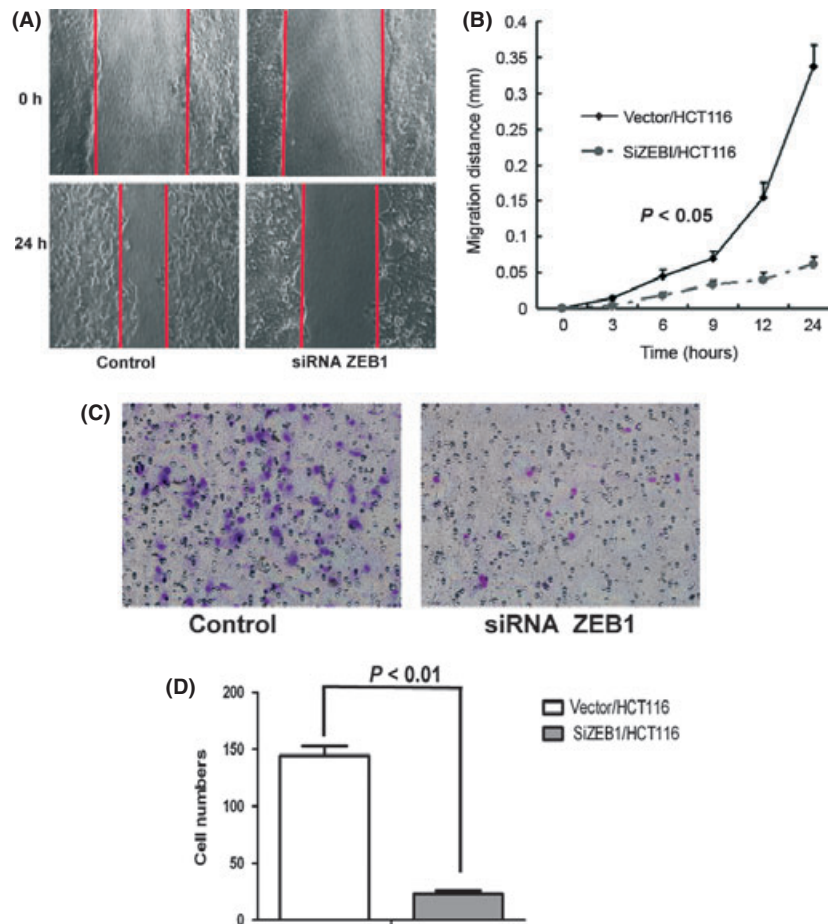 (A)
0 h
24 h
Control siRNA ZEB1
(B)
Migration distance (mm)
0.4
0.35
0.3
0.25
0.2
0.15
0.1
0.05
0
Vector/HCT116
SiZEBI/HCT116
P < 0.05
0 3 6 9 12 24
Time (hours)
(C)
Control siRNA ZEB1
(D)
P < 0.01
Cell numbers
200
150
100
50
0
Vector/HCT116
SiZEB1/HCT116